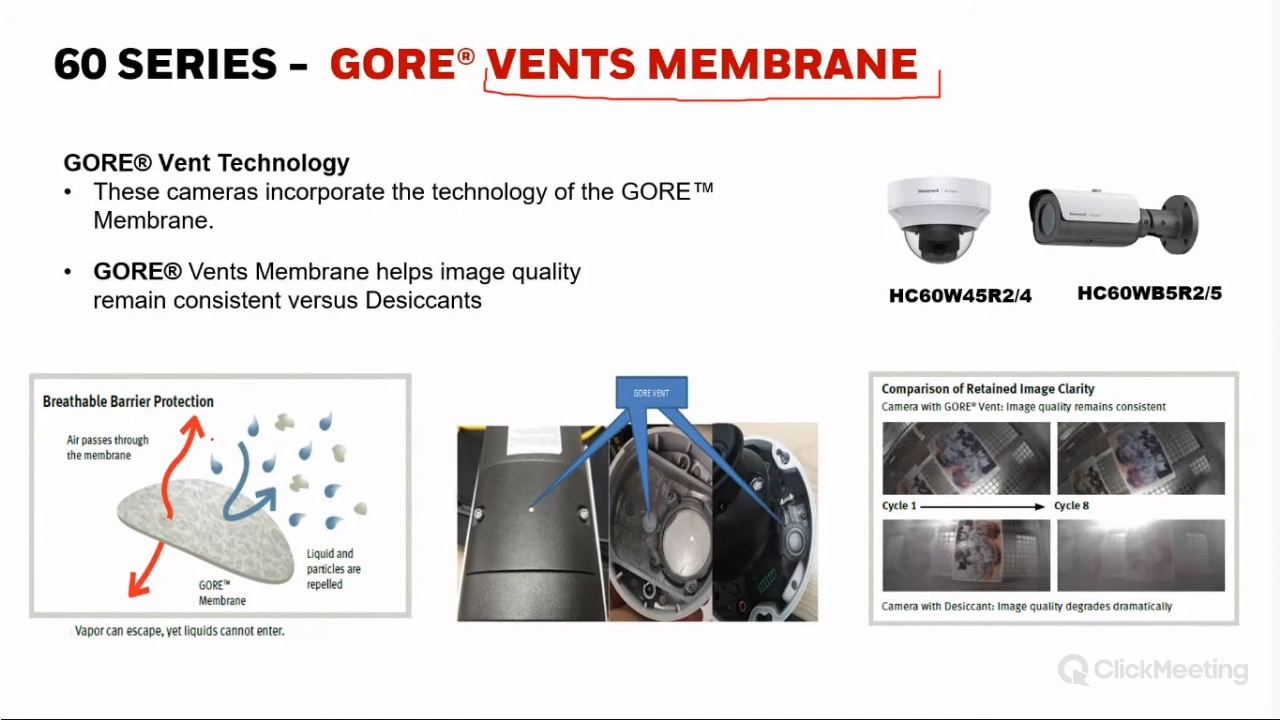 60 SERIES – GORE® VENTS MEMBRANE
GORE® Vent Technology
• These cameras incorporate the technology of the GORE™
Membrane.
• GORE® Vents Membrane helps image quality
remain consistent versus Desiccants
Honeywell
Honeywell
HC60W45R2/4
HC60WB5R2/5
Breathable Barrier Protection
Air passes through
the membrane
Liquid and
particles are
repelled
GORE™
Membrane
Vapor can escape, yet liquids cannot enter.
GORE VENT
Comparison of Retained Image Clarity
Camera with GORE® Vent: Image quality remains consistent
Cycle 1
Cycle 8
Camera with Desiccant: Image quality degrades dramatically
ClickMeeting